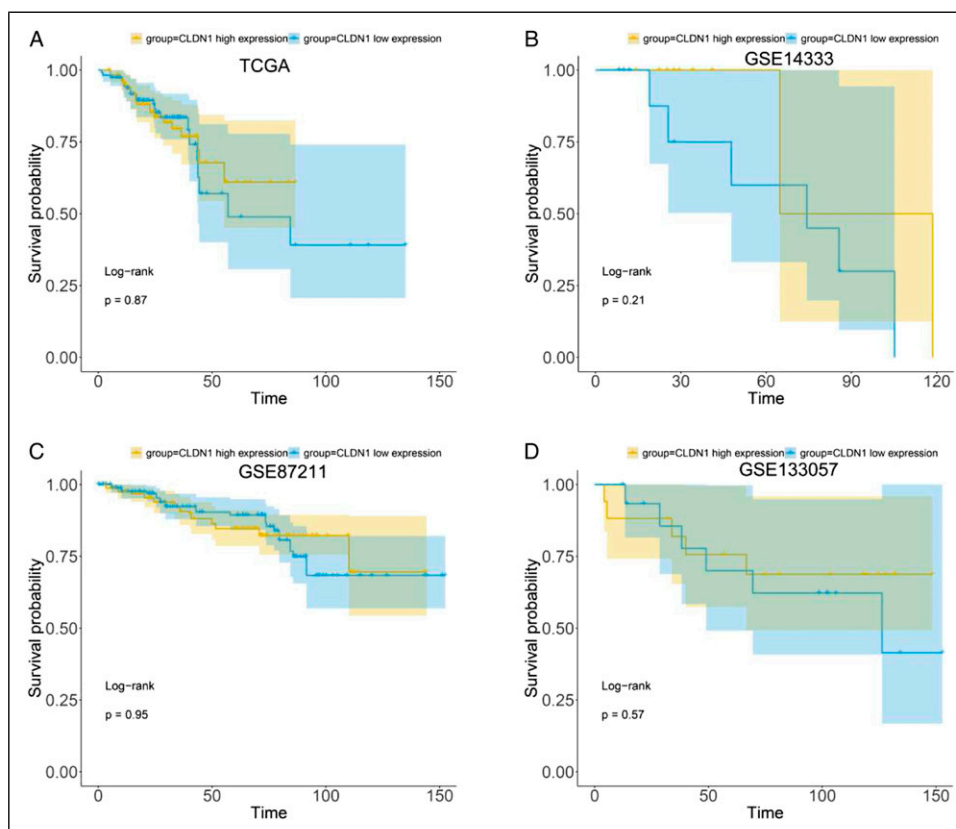 A
group=CLDN1 high expression group=CLDN1 low expression
TCGA
1.00
0.75
0.50
0.25
0.00
Survival probability
Log−rank
p = 0.87
0 50 100 150
Time
B
group=CLDN1 high expression group=CLDN1 low expression
GSE14333
1.00
0.75
0.50
0.25
0.00
Survival probability
Log−rank
p = 0.21
0 30 60 90 120
Time
C
group=CLDN1 high expression group=CLDN1 low expression
GSE87211
1.00
0.75
0.50
0.25
0.00
Survival probability
Log−rank
p = 0.95
0 50 100 150
Time
D
group=CLDN1 high expression group=CLDN1 low expression
GSE133057
1.00
0.75
0.50
0.25
0.00
Survival probability
Log−rank
p = 0.57
0 50 100 150
Time